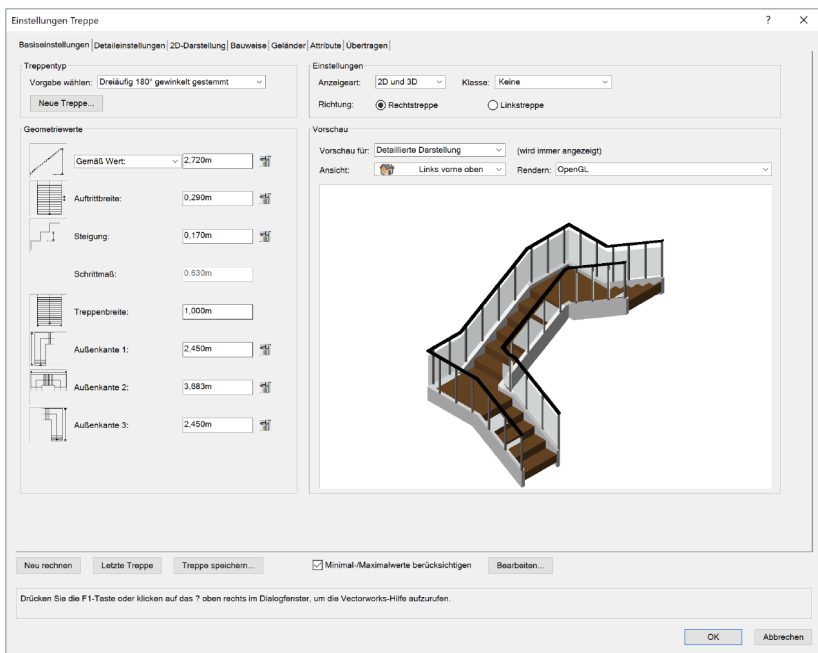 Einstellungen Treppe ? ×
Basiseinstellungen Detaileinstellungen 2D-Darstellung Bauweise Geländer Attribute Übertragen
Treppentyp
Vorgabe wählen: Dreiäufig 180° gewinkelt gestemmt
Neue Treppe...
Einstellungen
Anzeigeart: 2D und 3D Klasse: Keine
Richtung: Rechtstreppe Linkstreppe
Geometriewerte
Gemäß Wert: 2,720m
Auftrittbreite: 0,290m
Steigung: 0,170m
Schrittmaß: 0,630m
Treppenbreite: 1,000m
Außenkante 1: 2,450m
Außenkante 2: 3,683m
Außenkante 3: 2,450m
Vorschau
Vorschau für: Detaillierte Darstellung (wird immer angezeigt)
Ansicht: Links vorne oben Rendern: OpenGL
Neu rechnen Letzte Treppe Treppe speichern... Minimal-/Maximalwerte berücksichtigen Bearbeiten...
Drücken Sie die F1-Taste oder klicken auf das ? oben rechts im Dialogfenster, um die Vectorworks-Hilfe aufzurufen.
OK Abbrechen